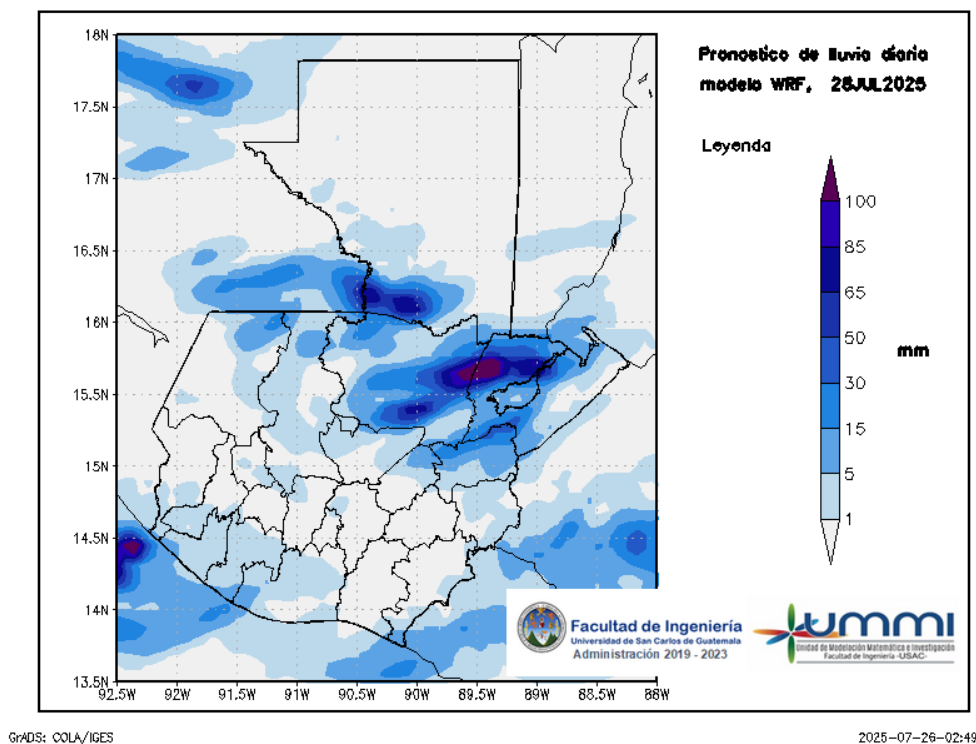 Pronostico de lluvia diaria
modelo WRF, 28JUL2025
Leyenda
100
85
65
50
30
15
5
1
mm
18N
17.5N
17N
16.5N
16N
15.5N
15N
14.5N
14N
13.5N
92.5W 92W 91.5W 91W 90.5W 90W 89.5W 89W 88.5W 88W
Facultad de Ingeniería
Universidad de San Carlos de Guatemala
Administración 2019 - 2023
ummi
Unidad de Modelación Matemática e Investigación
Facultad de Ingeniería -USAC-
GrADS: COLA/IGES
2025-07-26-02:49